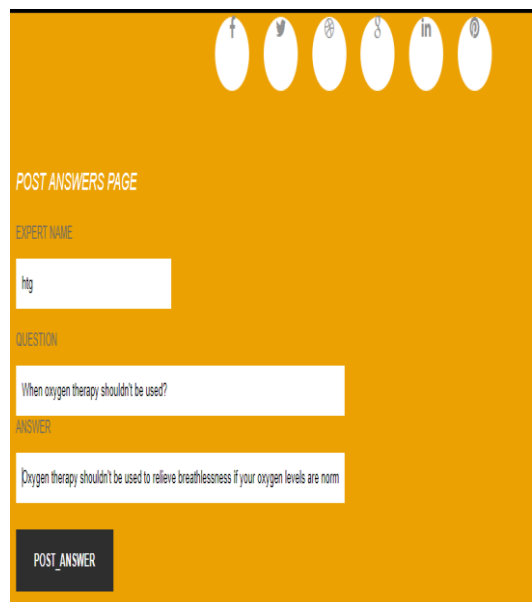 POST ANSWERS PAGE
EXPERT NAME
htg
QUESTION
When oxygen therapy shouldn't be used?
ANSWER
Oxygen therapy shouldn't be used to relieve breathlessness if your oxygen levels are norm
POST_ANSWER